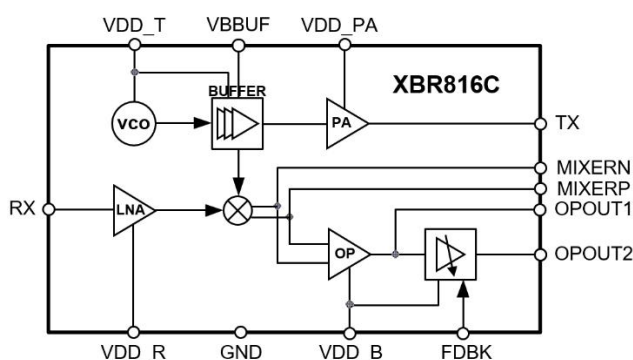 VDD_T
VBBUF
VDD_PA
XBR816C
BUFFER
VCO
PA
TX
MIXERN
MIXERP
RX
LNA
OPOUT1
OP
OPOUT2
VDD_R
GND
VDD_B
FDBK